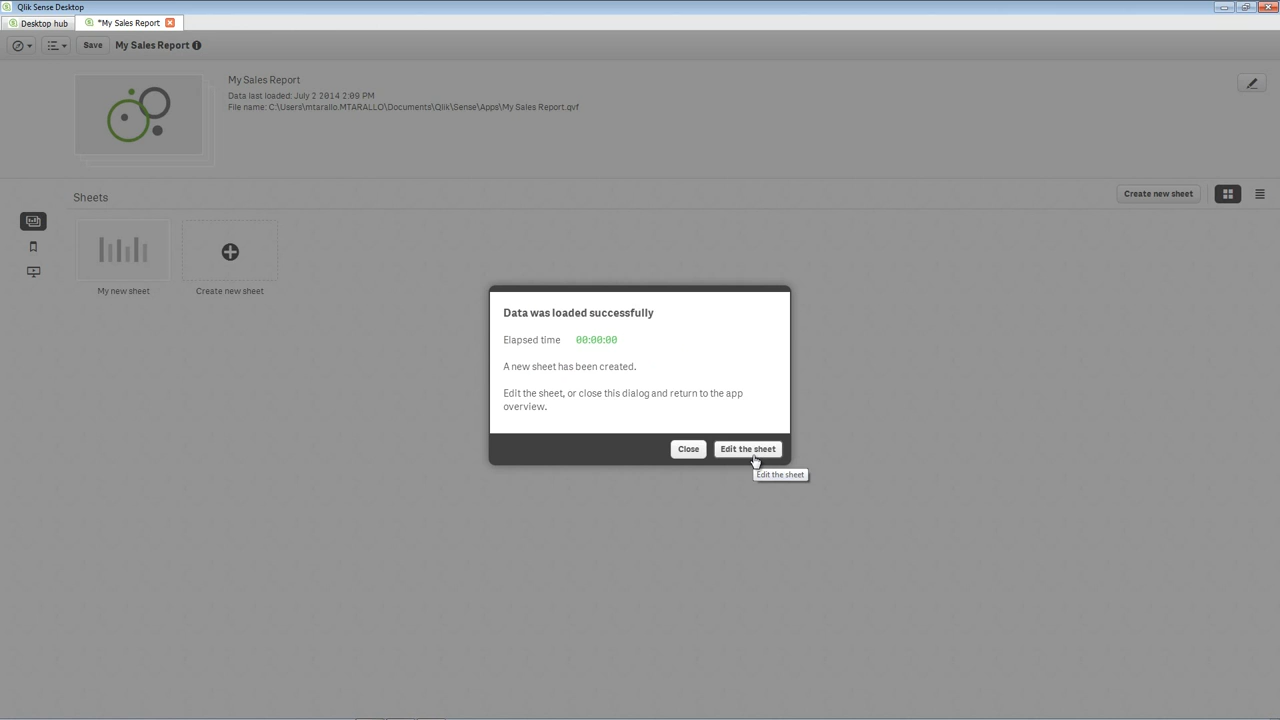 Qlik Sense Desktop
Desktop hub
*My Sales Report
Save
My Sales Report
My Sales Report
Data last loaded: July 2 2014 2:09 PM
File name: C:\Users\mtarallo.MTARALLO\Documents\Qlik\Sense\Apps\My Sales Report.qvf
Sheets
Create new sheet
My new sheet
Create new sheet
Data was loaded successfully
Elapsed time 00:00:00
A new sheet has been created.
Edit the sheet, or close this dialog and return to the app
overview.
Close
Edit the sheet
Edit the sheet